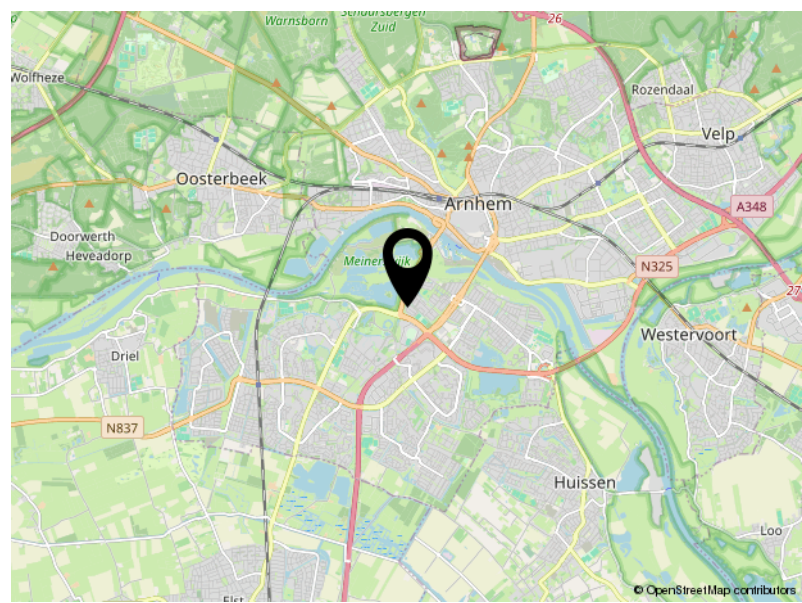 Warnsborn
Schaarsbergen
Zuid
26
Wolfheze
Rozendaal
Velp
Oosterbeek
Arnhem
A348
Doorwerth
Heveadorp
N325
27
Westervoort
Driel
N837
Huissen
Loo
Elst
© OpenStreetMap contributors